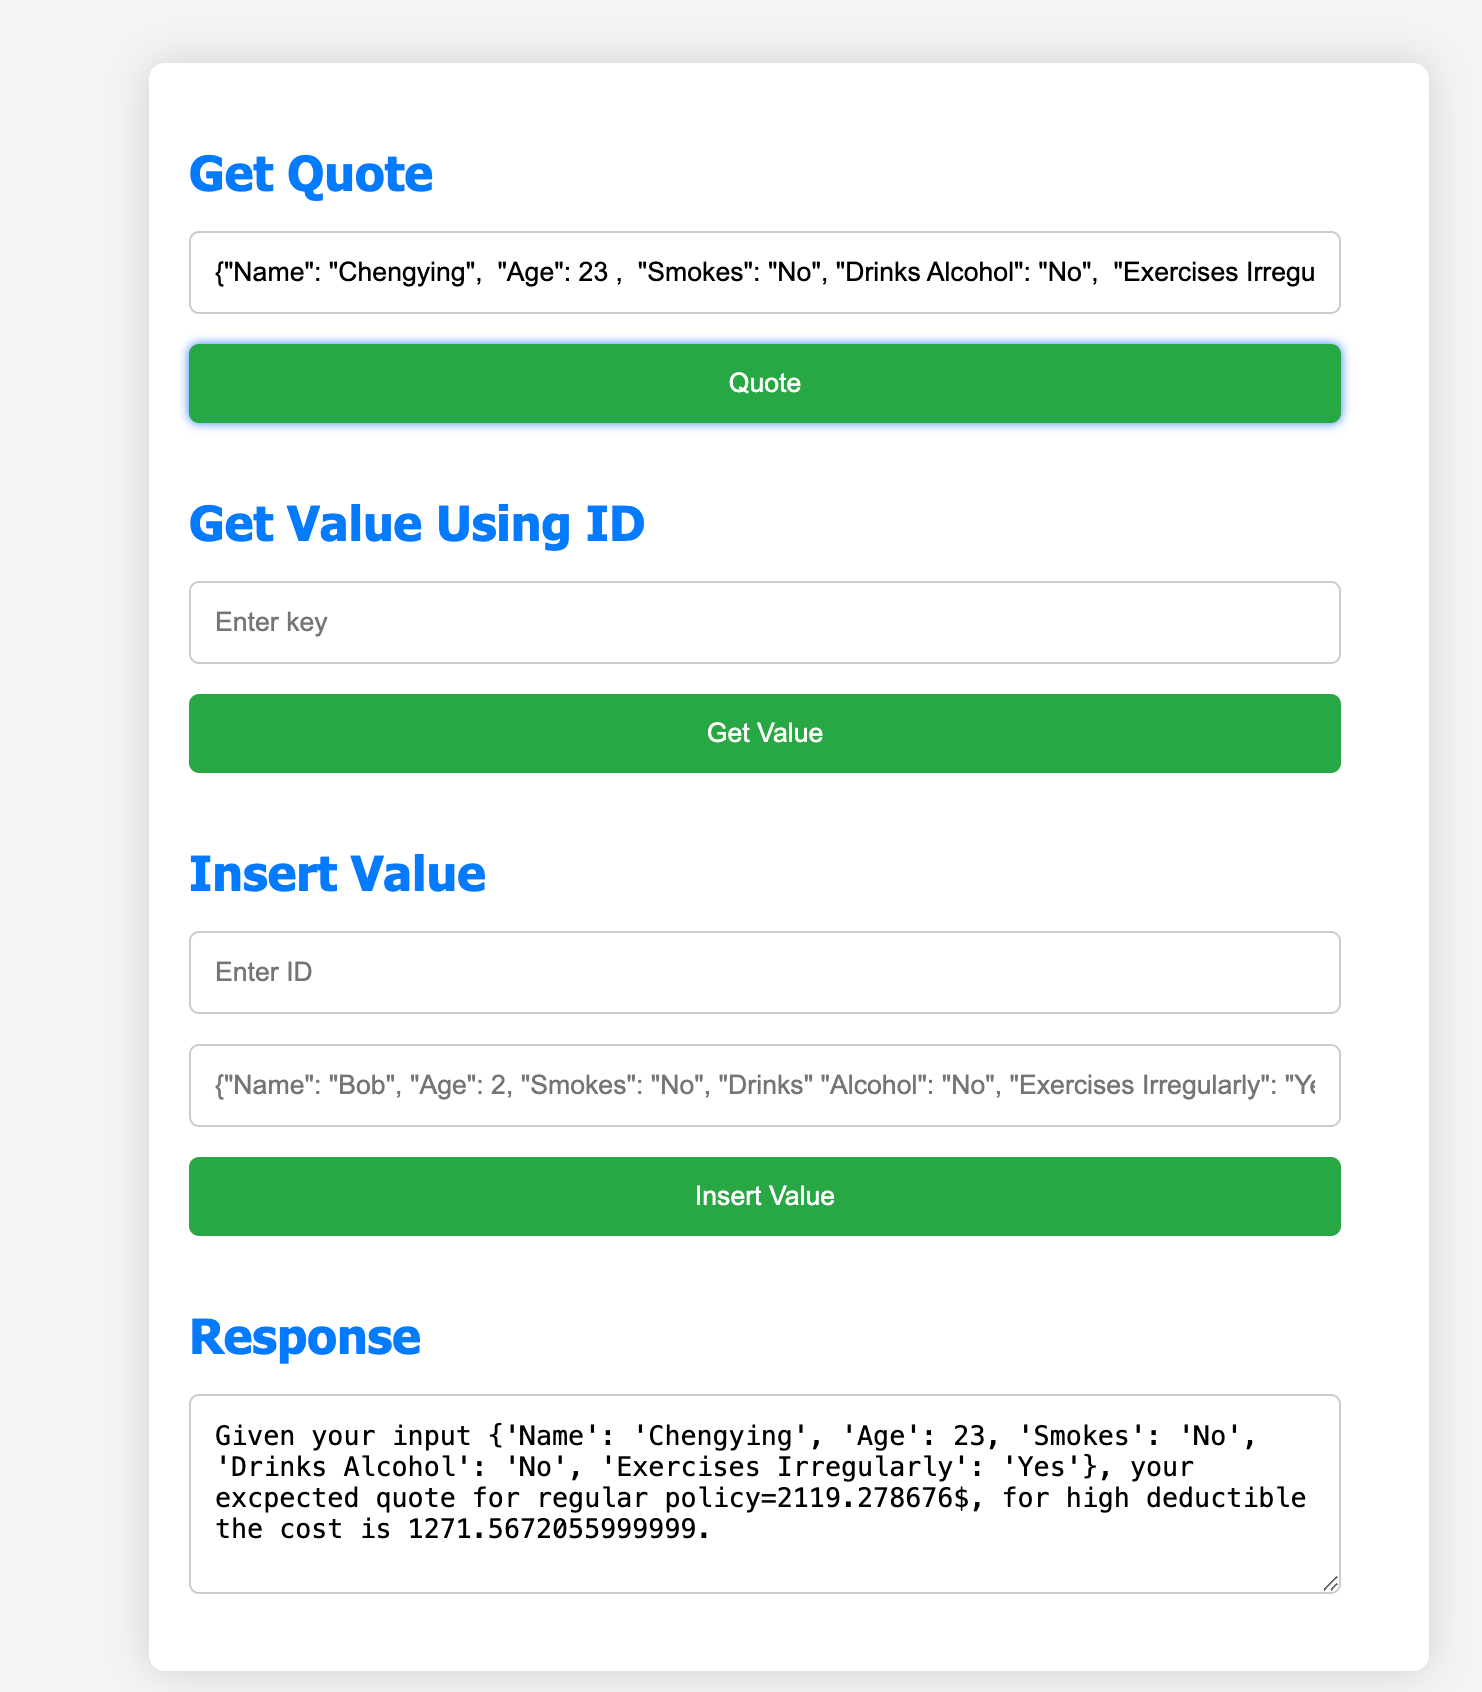 Get Quote
{"Name": "Chengying",  "Age": 23 ,  "Smokes": "No", "Drinks Alcohol": "No",  "Exercises Irregu
Quote
Get Value Using ID
Enter key
Get Value
Insert Value
Enter ID
{"Name": "Bob", "Age": 2, "Smokes": "No", "Drinks" "Alcohol": "No", "Exercises Irregularly": "Ye
Insert Value
Response
Given your input {'Name': 'Chengying', 'Age': 23, 'Smokes': 'No',
'Drinks Alcohol': 'No', 'Exercises Irregularly': 'Yes'}, your
excpected quote for regular policy=2119.278676$, for high deductible
the cost is 1271.5672055999999.